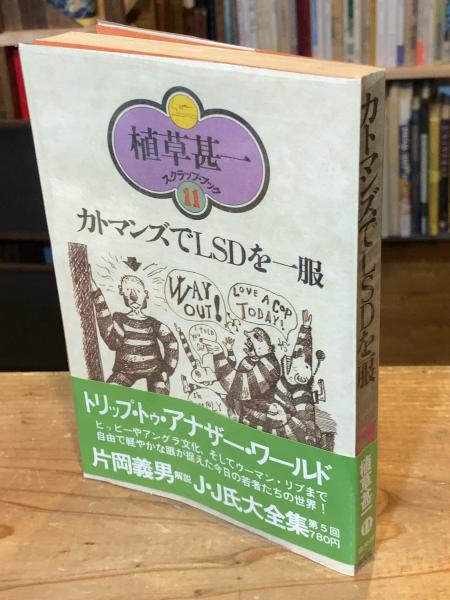 植草甚一
スクラップ・ブック
11
カトマンズでLSDを一服
WAY
OUT!
LOVE A COP
TODAY!
トリップ・トゥ・アナザー・ワールド
ヒッピーやアングラ文化、そしてウーマン・リブまで
自由で軽やかな眼が捉えた今日の若者たちの世界!
片岡義男解説 J・J氏大全集 第5回
780円
カトマンズでLSDを一服
植草甚一
11